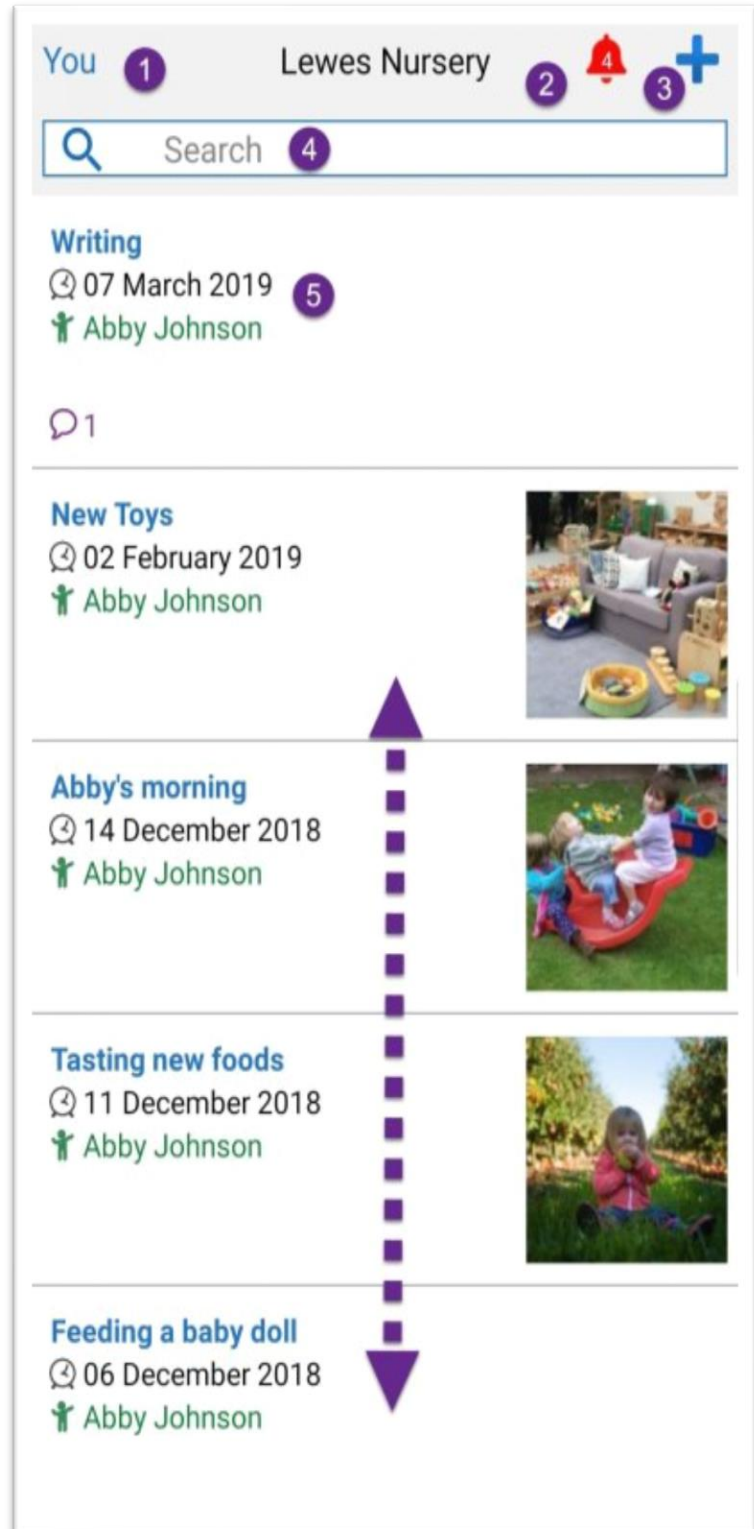 You 1 Lewes Nursery 2 4 3
Search 4
Writing
07 March 2019 5
Abby Johnson
1
New Toys
02 February 2019
Abby Johnson
Abby's morning
14 December 2018
Abby Johnson
Tasting new foods
11 December 2018
Abby Johnson
Feeding a baby doll
06 December 2018
Abby Johnson